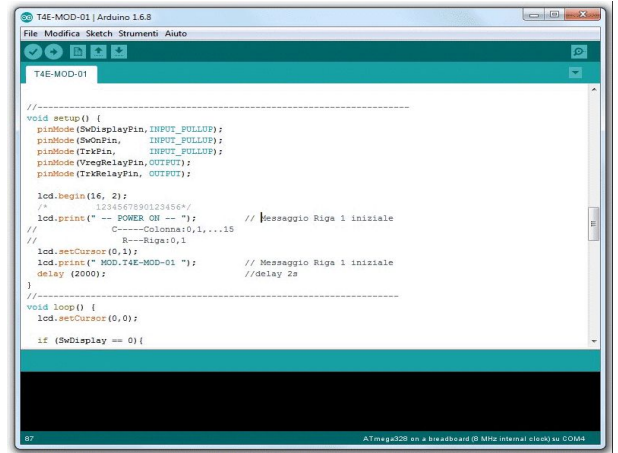 T4E-MOD-01 | Arduino 1.6.8
File Modifica Sketch Strumenti Aiuto
T4E-MOD-01
//----------------------------------------------------------------------
void setup() {
pinMode(SwDisplayPin,INPUT_PULLUP);
pinMode(SwOnPin, INPUT_PULLUP);
pinMode(TrkPin, INPUT_PULLUP);
pinMode(VregRelayPin,OUTPUT);
pinMode(TrkRelayPin, OUTPUT);
lcd.begin(16, 2);
/* 1234567890123456*/
lcd.print(" -- POWER ON -- "); // Messaggio Riga 1 iniziale
// C-----Colonna:0,1,...15
// R---Riga:0,1
lcd.setCursor(0,1);
lcd.print(" MOD.T4E-MOD-01 "); // Messaggio Riga 1 iniziale
delay (2000); //delay 2s
}
//--------------------------------------------------------------------
void loop() {
lcd.setCursor(0,0);
if (SwDisplay == 0){
87
ATmega328 on a breadboard (8 MHz internal clock) su COM4